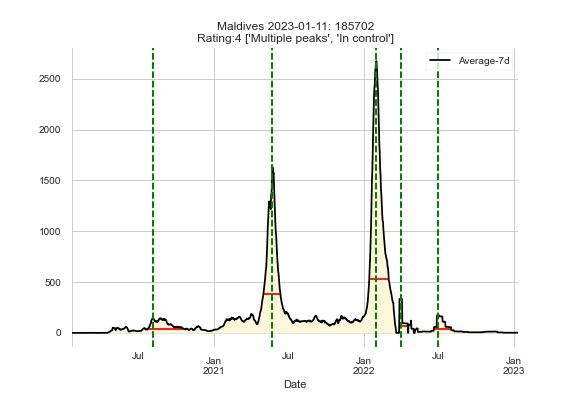 Maldives 2023-01-11: 185702
Rating:4 ['Multiple peaks', 'In control']
Average-7d
2500
2000
1500
1000
500
0
Jul
Jan
2021
Jul
Jan
2022
Jul
Jan
2023
Date